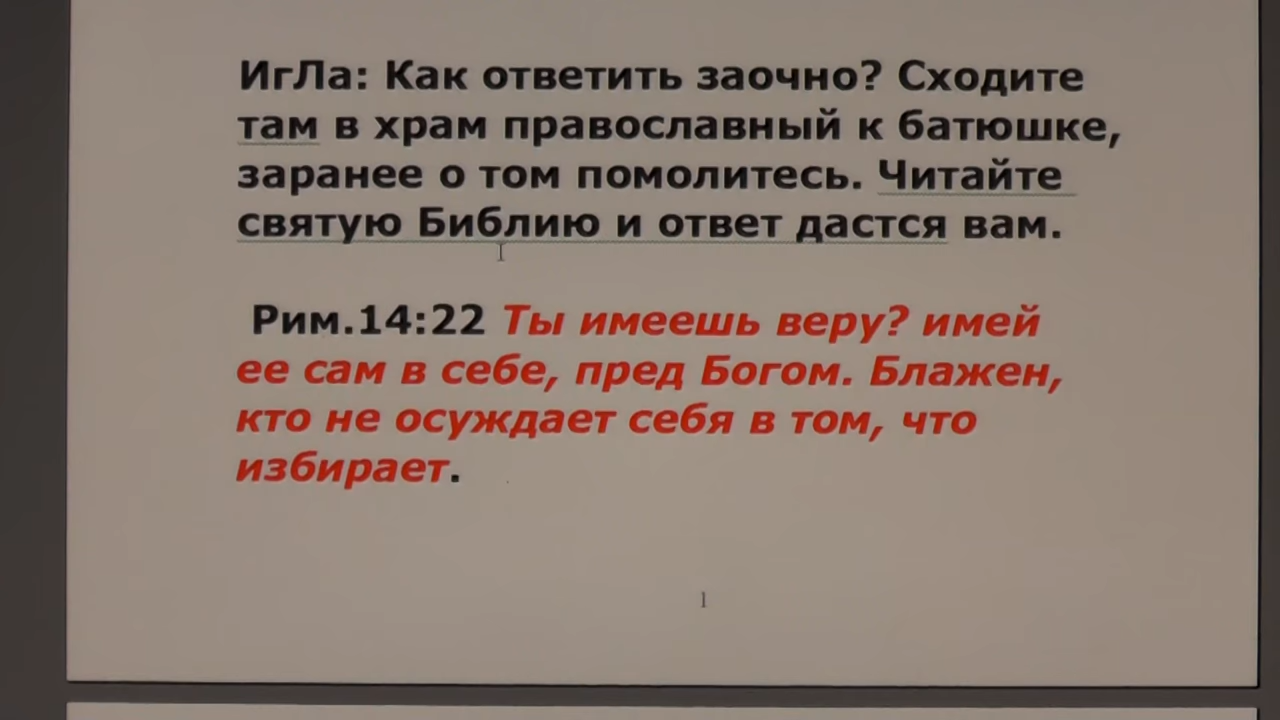 ИгЛа: Как ответить заочно? Сходите
там в храм православный к батюшке,
заранее о том помолитесь. Читайте
святую Библию и ответ дастся вам.
Рим.14:22 Ты имеешь веру? имей
ее сам в себе, пред Богом. Блажен,
кто не осуждает себя в том, что
избирает.
1